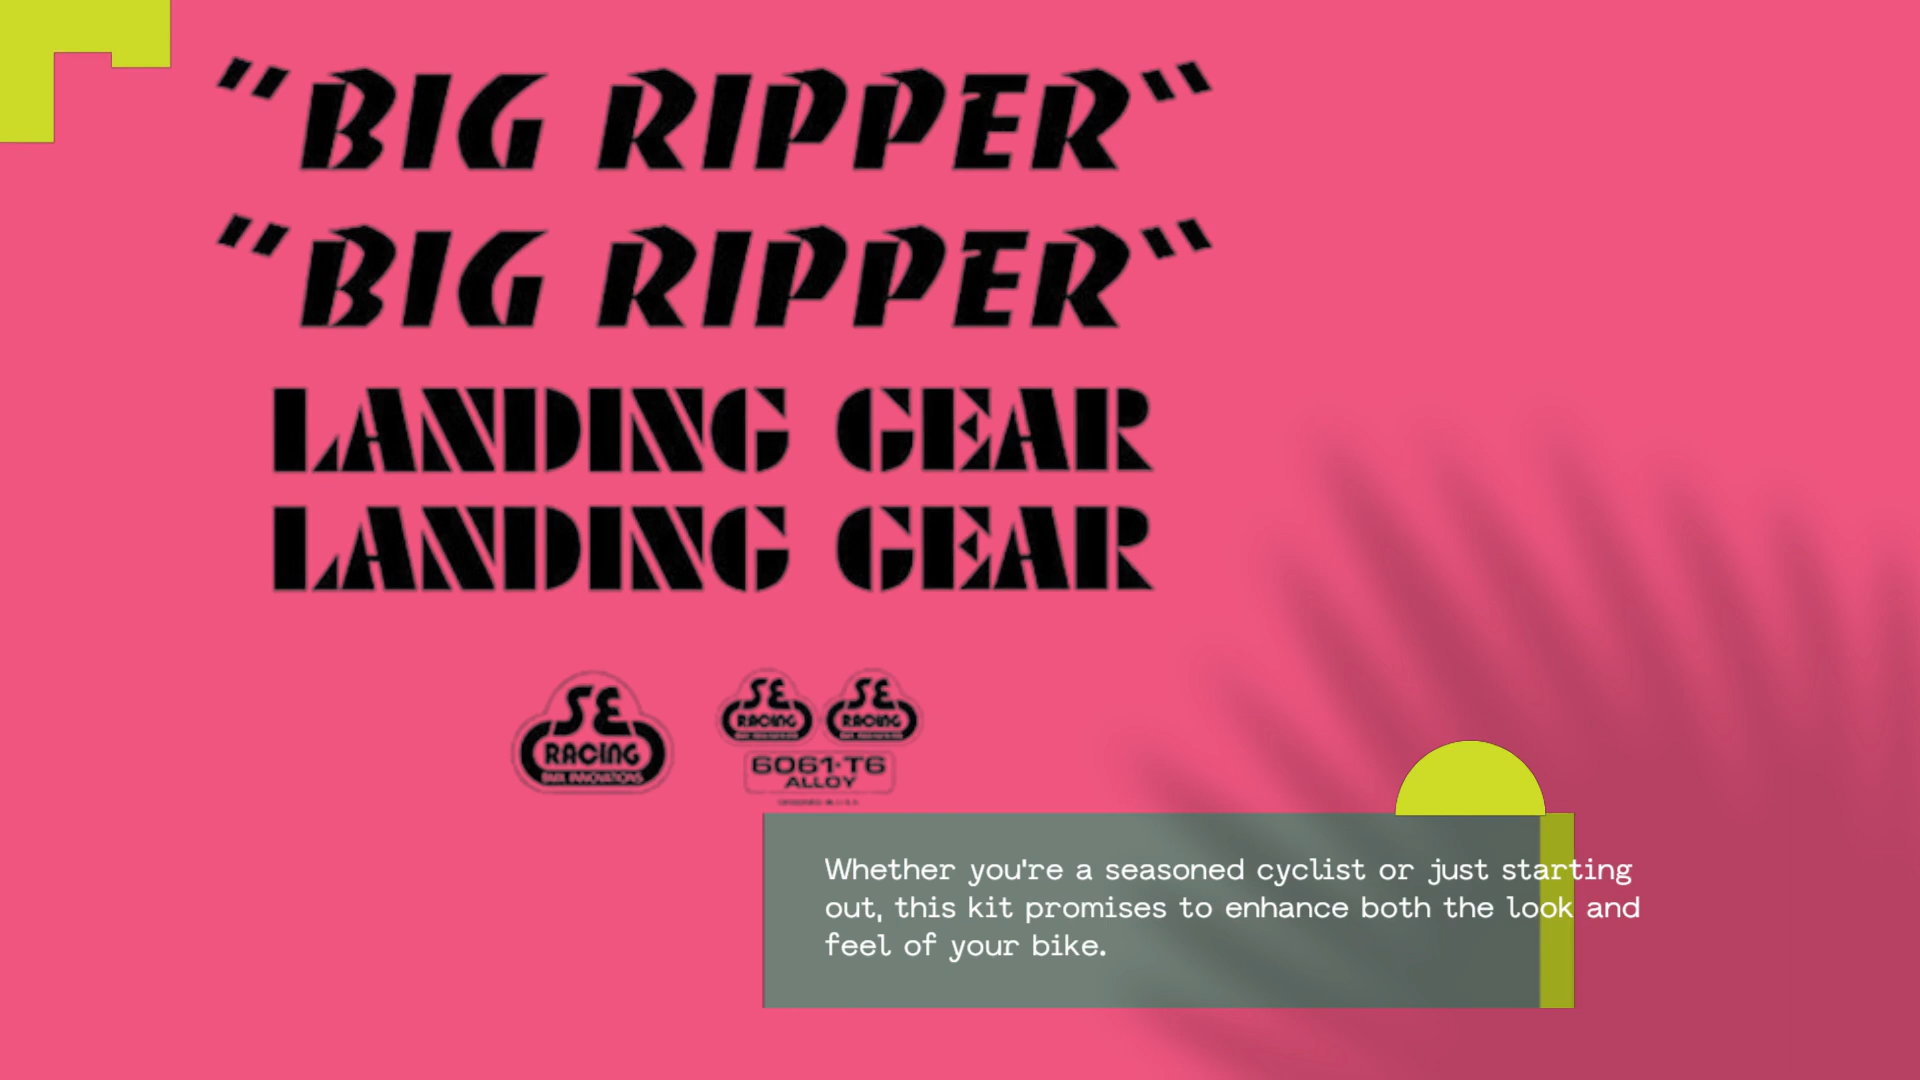 "BIG RIPPER"
"BIG RIPPER"
LANDING GEAR
LANDING GEAR
SE
RACING
BMX INNOVATIONS
SE
RACING
SE
RACING
6061-T6
ALLOY
Whether you're a seasoned cyclist or just starting
out, this kit promises to enhance both the look and
feel of your bike.